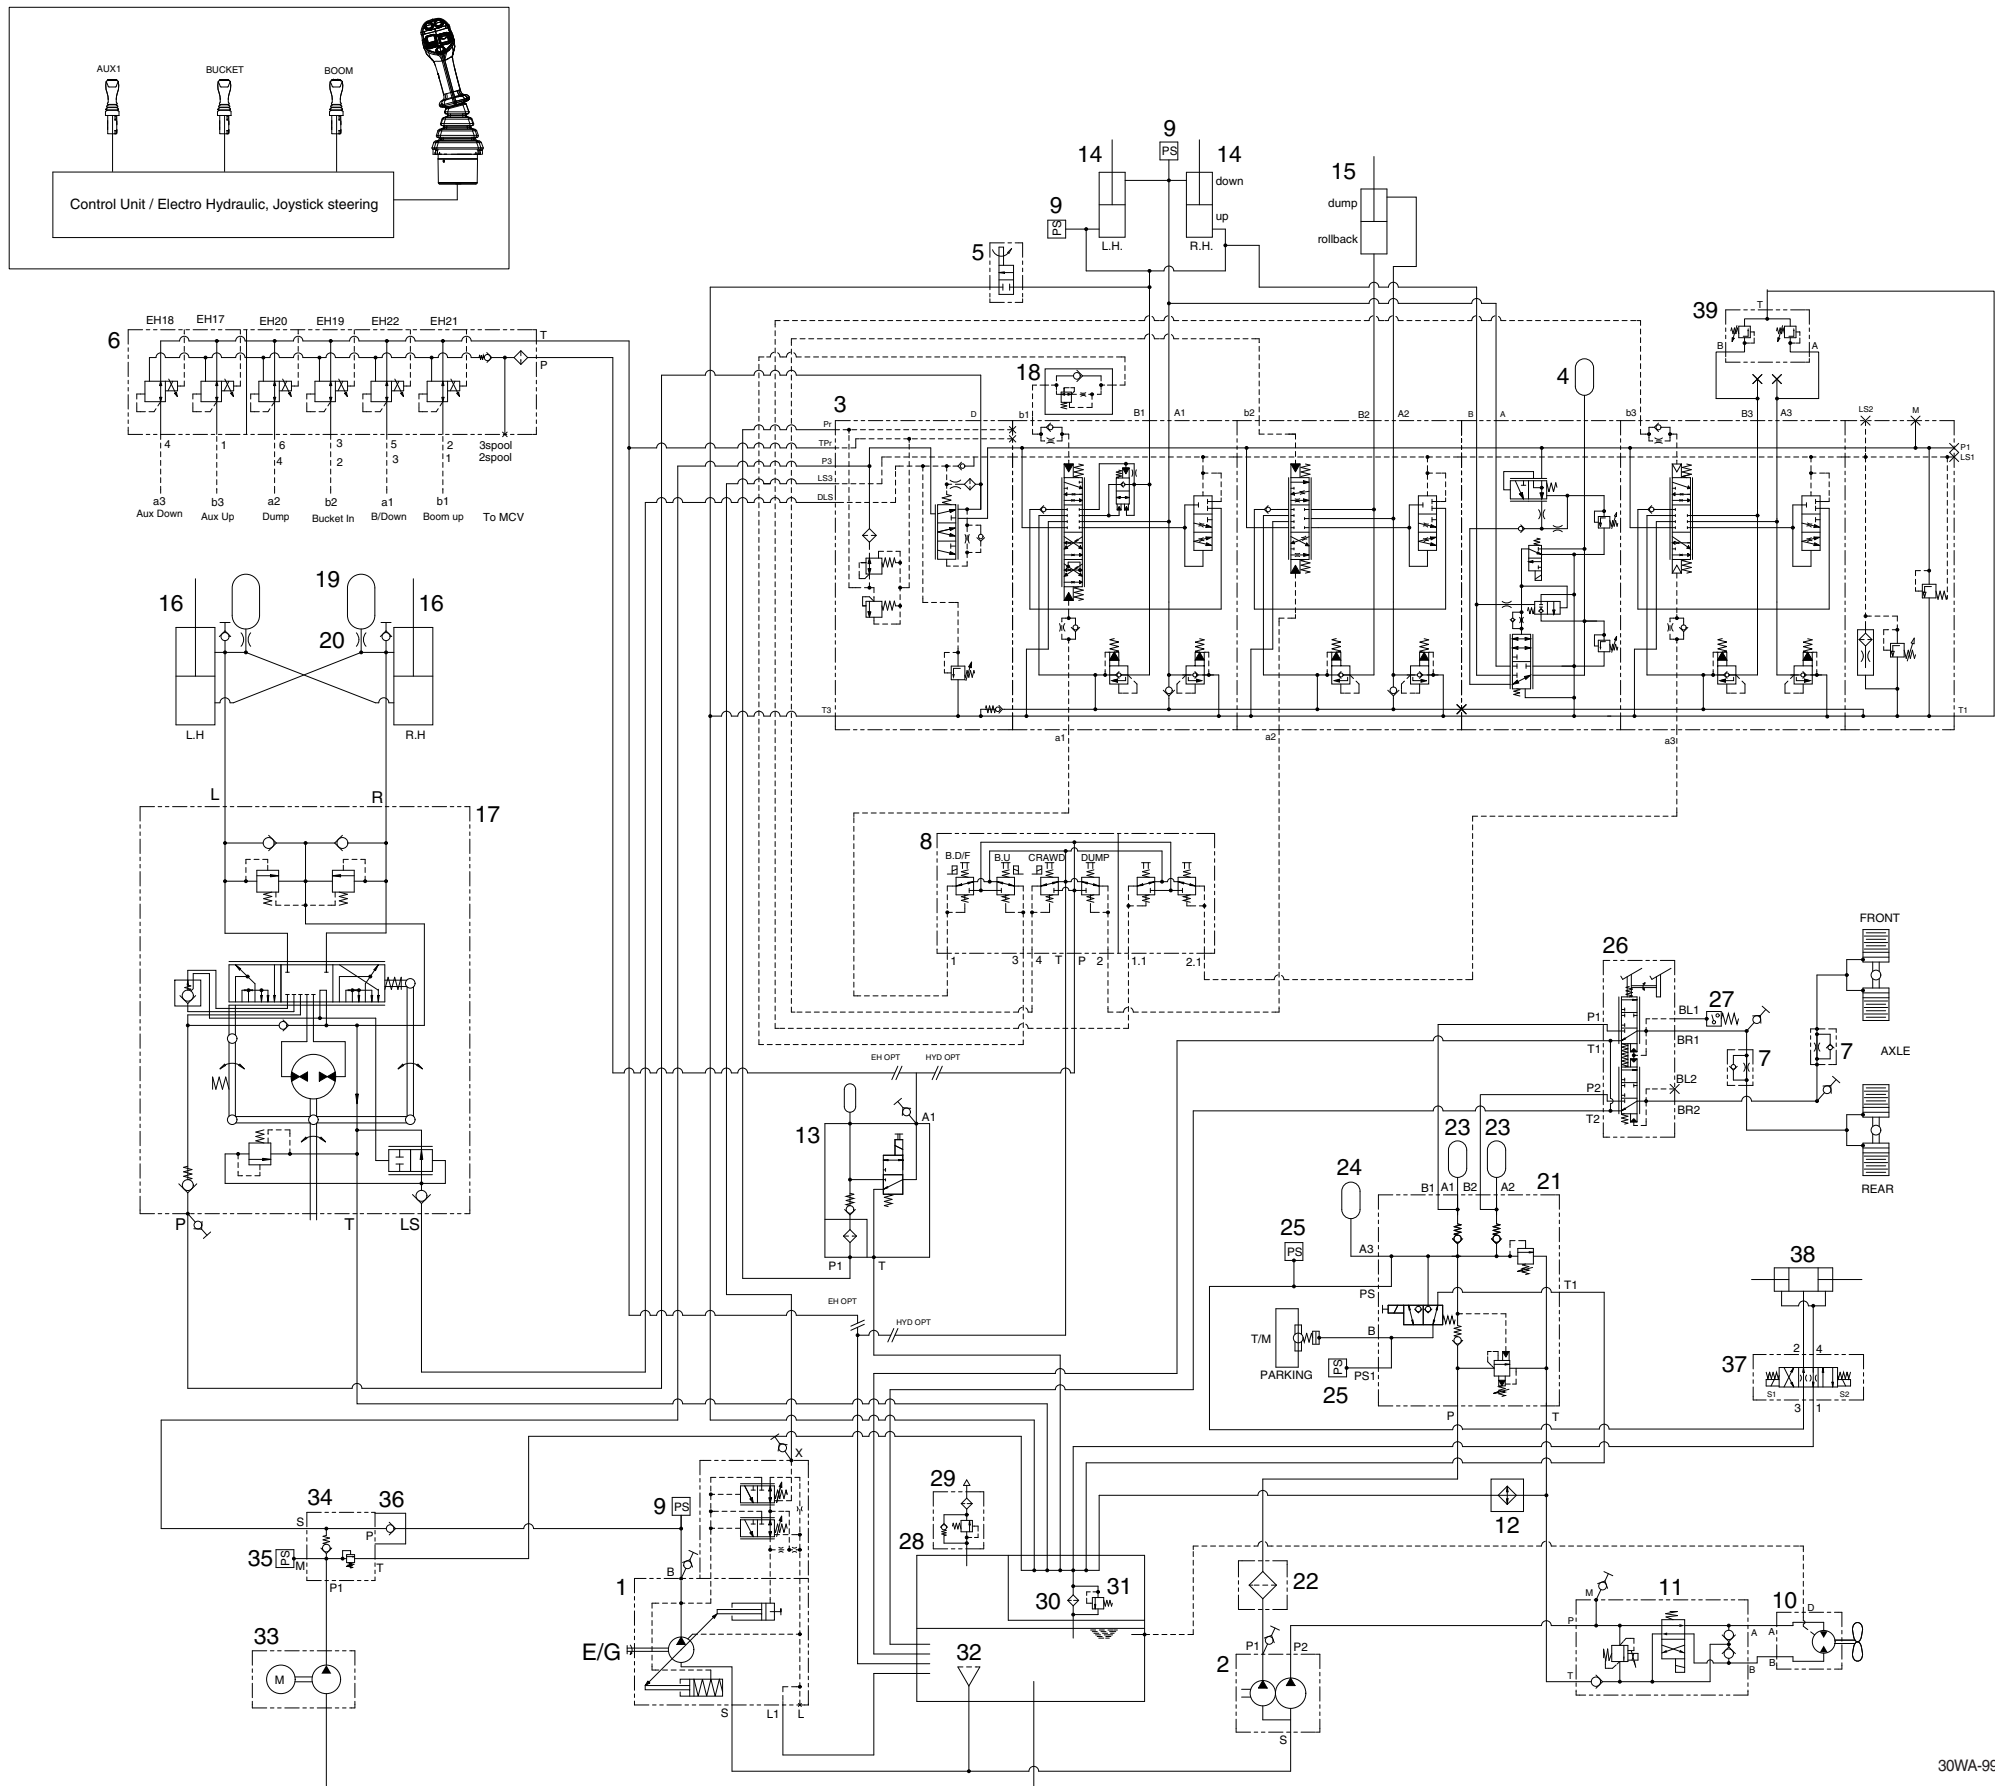 AUX1
BUCKET
BOOM
Control Unit / Electro Hydraulic, Joystick steering
9
PS
14
14
down
up
L.H.
R.H.
9
PS
15
dump
rollback
5
6
EH18
EH17
EH20
EH19
EH22
EH21
T
P
4
1
6
4
3
2
5
3
2
1
3spool
2spool
a3
Aux Down
b3
Aux Up
a2
Dump
b2
Bucket In
a1
B/Down
b1
Boom up
To MCV
39
T
B
A
18
4
3
D
b1
B1
A1
b2
B2
A2
B
A
b3
B3
A3
LS2
M
Pr
TPr
P3
LS3
DLS
P1
LS1
T3
T1
a1
a2
a3
16
19
20
16
L.H
R.H
L
R
17
P
T
LS
8
B.D/F
B.U
CRAWD
DUMP
1
3
4
T
P
2
1.1
2.1
EH OPT
HYD OPT
13
A1
P1
T
EH OPT
HYD OPT
FRONT
26
27
P1
BL1
T1
BR1
7
7
AXLE
P2
BL2
T2
BR2
REAR
23
23
24
B1
A1
B2
A2
21
25
PS
A3
PS
T1
T/M
B
PARKING
PS
25
PS1
P
T
38
2
4
37
S1
S2
3
1
X
34
36
S
P
35
PS
M
T
P1
33
M
9
PS
B
1
E/G
S
L1
L
29
28
30
31
32
12
22
P1
P2
2
S
11
M
P
A
T
B
10
D
A
B
30WA-99